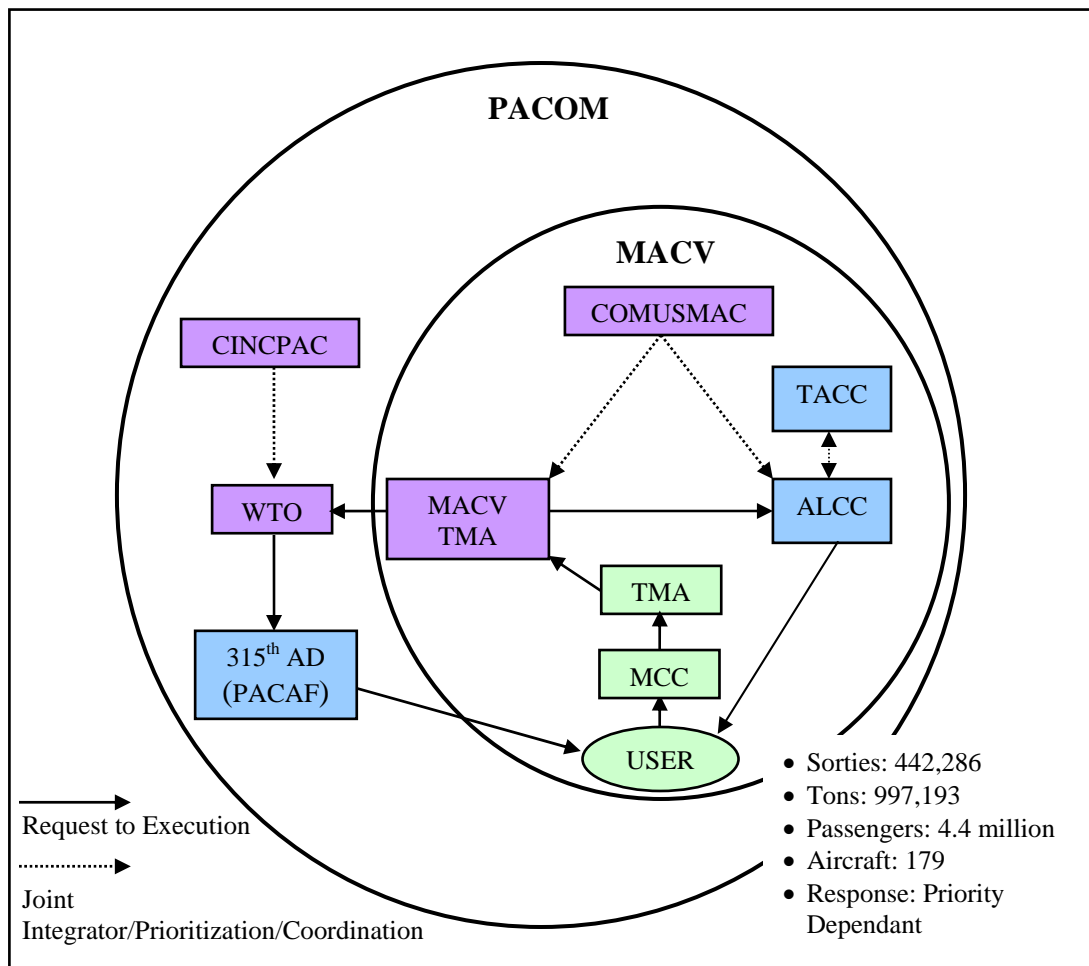 PACOM
MACV
COMUSMAC
CINCPAC
TACC
WTO
MACV
TMA
ALCC
TMA
315th AD
(PACAF)
MCC
USER
• Sorties: 442,286
• Tons: 997,193
• Passengers: 4.4 million
• Aircraft: 179
• Response: Priority
Dependant
Request to Execution
Joint
Integrator/Prioritization/Coordination